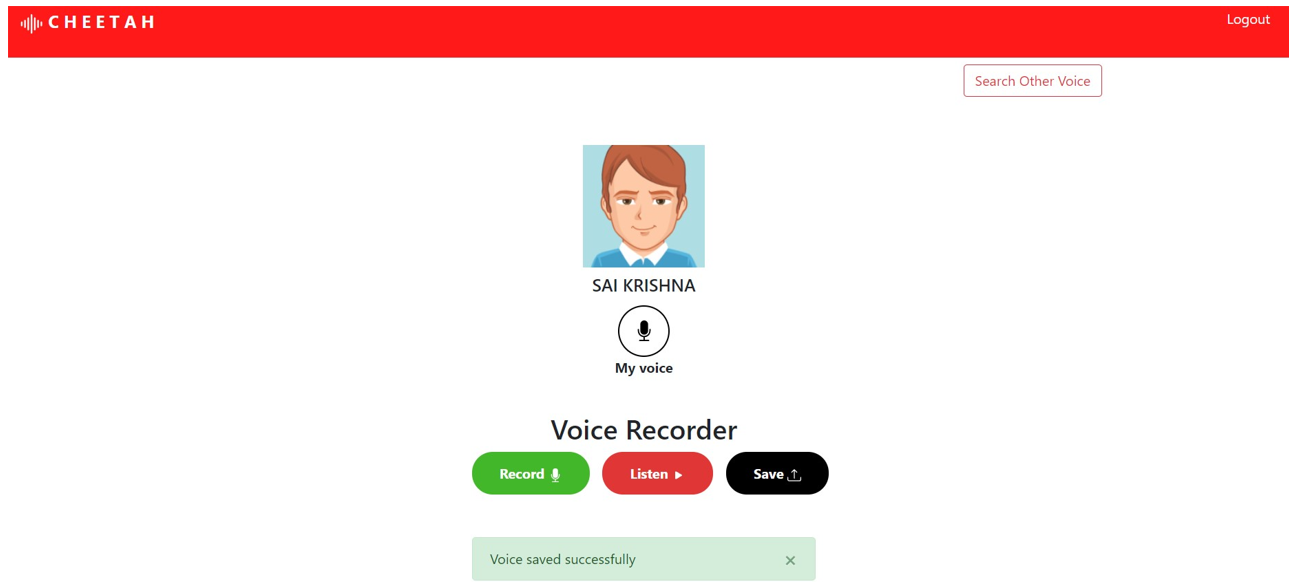 CHEETAH
Logout
Search Other Voice
SAI KRISHNA
My voice
Voice Recorder
Record
Listen
Save
Voice saved successfully